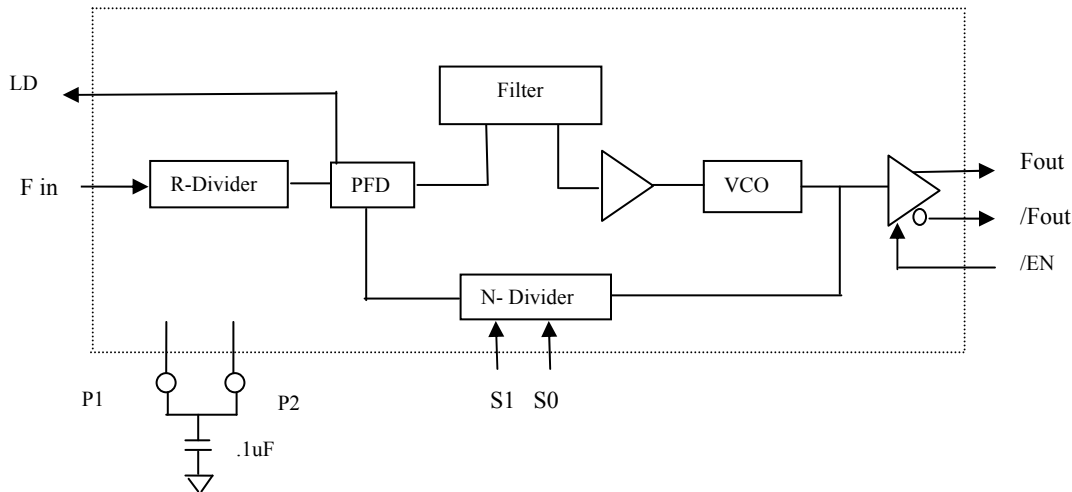 Filter
LD
R-Divider
PFD
VCO
F in
Fout
/Fout
/EN
N- Divider
S1 S0
P1
P2
.1uF